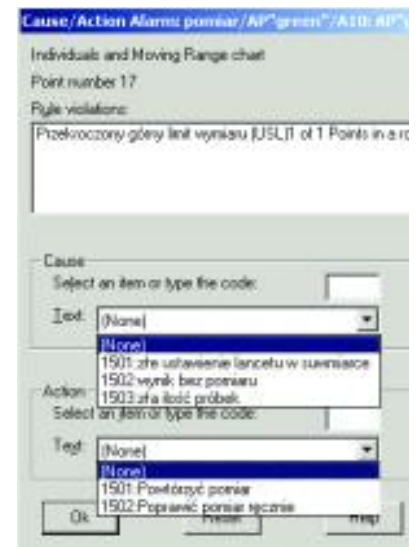 Cause/Action Alarms: pomiar/AP"green"/A10: AP"
Individuals and Moving Range chart
Point number 17
Rule violations:
Przekroczony górny limit wymiaru (USL)1 of 1 Points in a ro
Cause
Select an item or type the code:
Text: (None)
(None)
1501:złe ustawienie lancetu w suwmiarce
1502:wynik bez pomiaru
1503:zła ilość próbek
Action
Select an item or type the code:
Text: (None)
(None)
1501:Powtórzyć pomiar
1502:Poprawić pomiar ręcznie
Ok Help